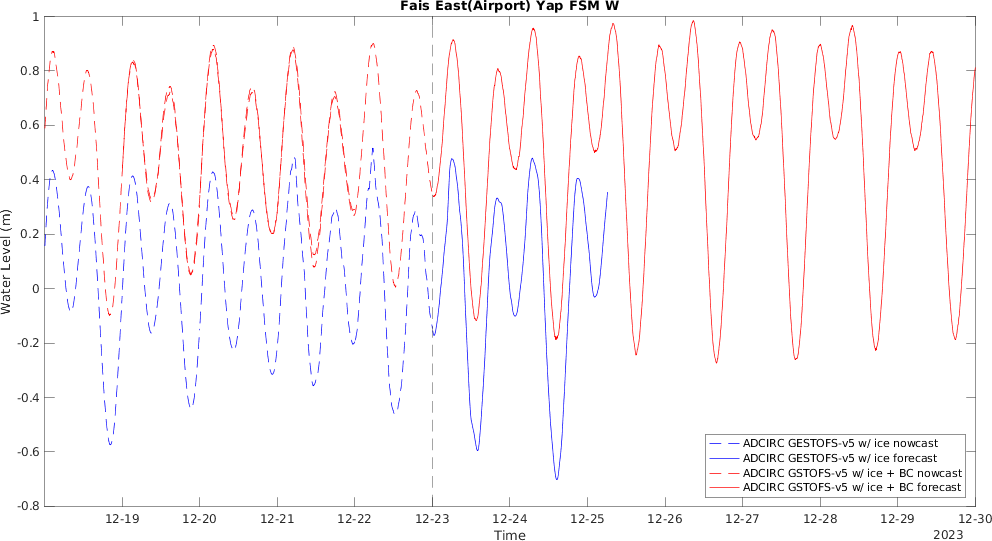 Fais East(Airport) Yap FSM W
1
0.8
0.6
0.4
0.2
0
-0.2
-0.4
-0.6
-0.8
Water Level (m)
ADCIRC GESTOFS-v5 w/ ice nowcast
ADCIRC GESTOFS-v5 w/ ice forecast
ADCIRC GSTOFS-v5 w/ ice + BC nowcast
ADCIRC GSTOFS-v5 w/ ice + BC forecast
12-19 12-20 12-21 12-22 12-23 12-24 12-25 12-26 12-27 12-28 12-29 12-30
Time
2023